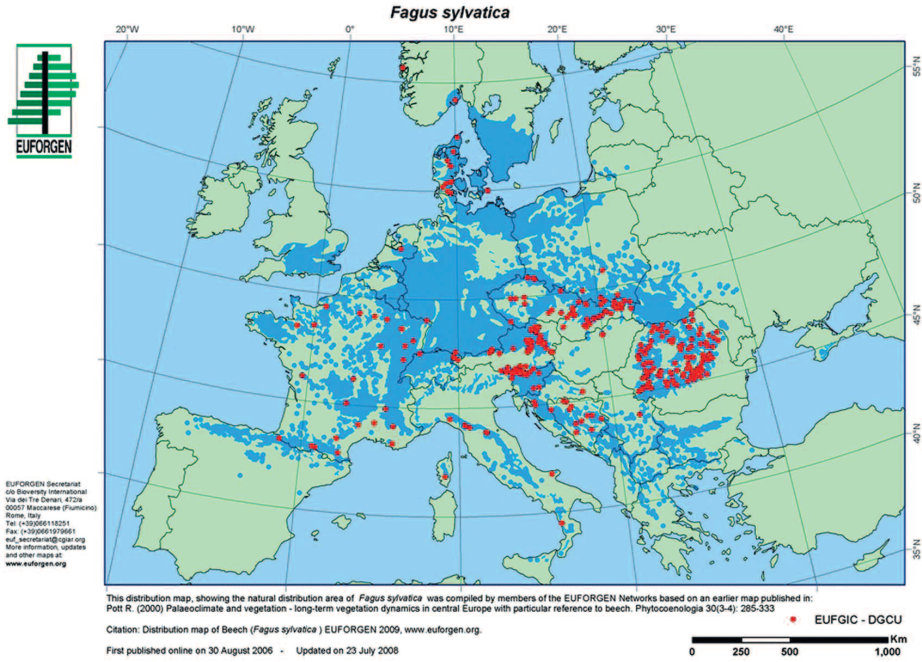 Fagus sylvatica
20°W
10°W
0°E
10°E
20°E
30°E
40°E
EUFORGEN
55°N
50°N
45°N
40°N
35°N
EUFORGEN Secretariat
c/o Bioversity International
Via dei Tre Denari, 472/a
00057 Maccarese (Fiumicino)
Rome, Italy
Tel: (+39)066118251
Fax: (+39)0661979661
euf_secretariat@cgiar.org
More information, updates
and other maps at:
www.euforgen.org
This distribution map, showing the natural distribution area of Fagus sylvatica was compiled by members of the EUFORGEN Networks based on an earlier map published in:
Pott R. (2000) Palaeoclimate and vegetation - long-term vegetation dynamics in central Europe with particular reference to beech. Phytocoenologia 30(3-4): 285-333
EUFGIC - DGCU
Citation: Distribution map of Beech (Fagus sylvatica ) EUFORGEN 2009, www.euforgen.org.
First published online on 30 August 2006 - Updated on 23 July 2008
Km
0 250 500 1,000